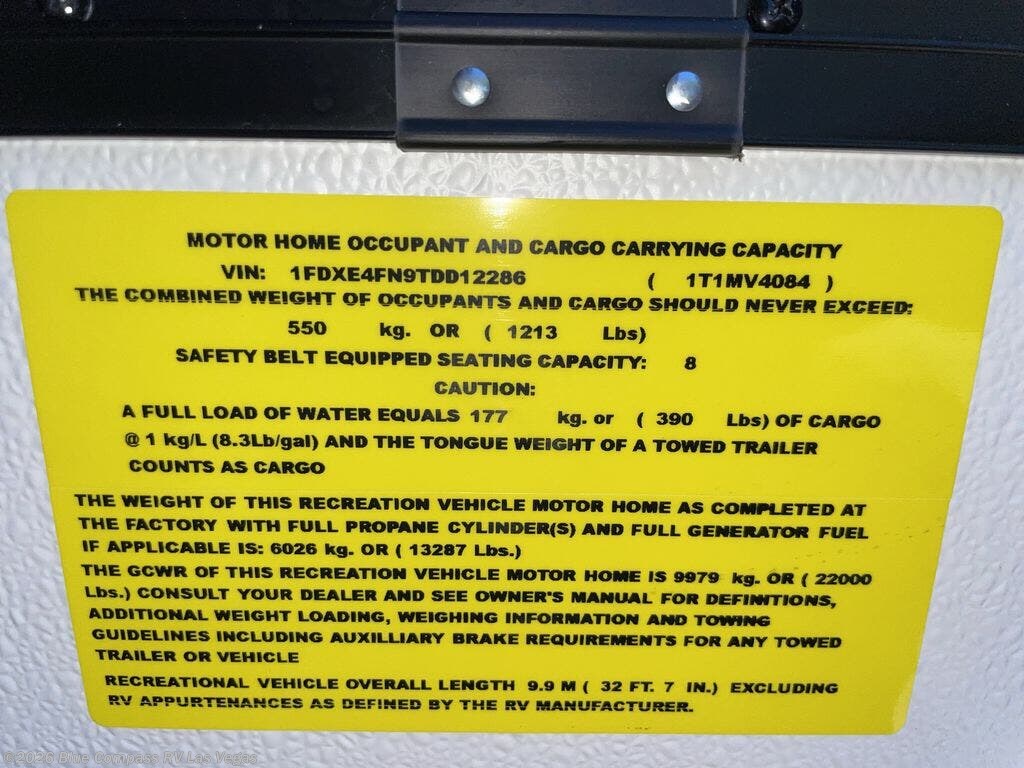 MOTOR HOME OCCUPANT AND CARGO CARRYING CAPACITY
VIN: 1FDXE4FN9TDD12286 ( 1T1MV4084 )
THE COMBINED WEIGHT OF OCCUPANTS AND CARGO SHOULD NEVER EXCEED:
550 kg. OR ( 1213 Lbs)
SAFETY BELT EQUIPPED SEATING CAPACITY: 8
CAUTION:
A FULL LOAD OF WATER EQUALS 177 kg. or ( 390 Lbs) OF CARGO
@ 1 kg/L (8.3Lb/gal) AND THE TONGUE WEIGHT OF A TOWED TRAILER
COUNTS AS CARGO
THE WEIGHT OF THIS RECREATION VEHICLE MOTOR HOME AS COMPLETED AT
THE FACTORY WITH FULL PROPANE CYLINDER(S) AND FULL GENERATOR FUEL
IF APPLICABLE IS: 6026 kg. OR ( 13287 Lbs.)
THE GCWR OF THIS RECREATION VEHICLE MOTOR HOME IS 9979 kg. OR ( 22000
Lbs.) CONSULT YOUR DEALER AND SEE OWNER'S MANUAL FOR DEFINITIONS,
ADDITIONAL WEIGHT LOADING, WEIGHING INFORMATION AND TOWING
GUIDELINES INCLUDING AUXILLIARY BRAKE REQUIREMENTS FOR ANY TOWED
TRAILER OR VEHICLE
RECREATIONAL VEHICLE OVERALL LENGTH 9.9 M ( 32 FT. 7 IN.) EXCLUDING
RV APPURTENANCES AS DEFINED BY THE RV MANUFACTURER.
©2026 Blue Compass RV Las Vegas